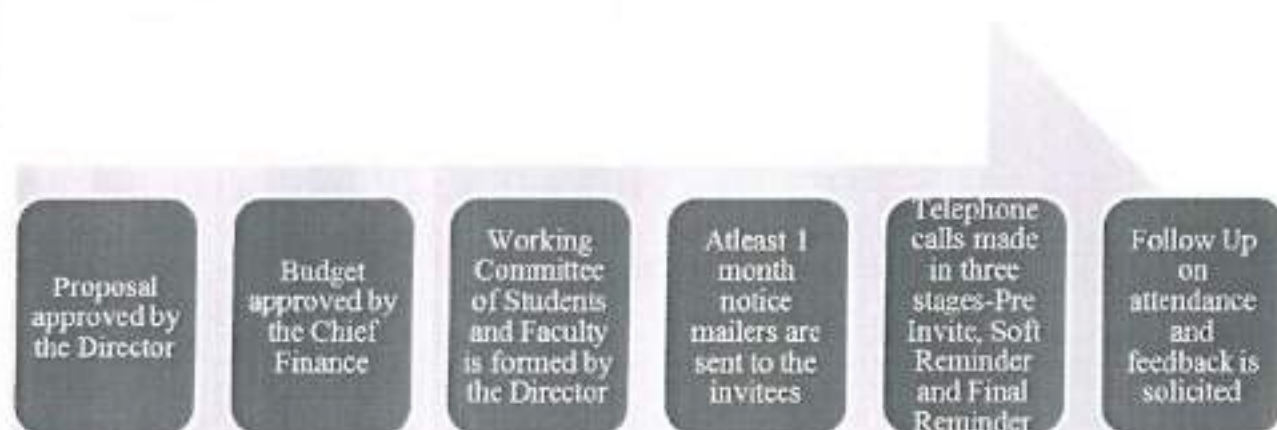 Proposal
approved by
the Director
Budget
approved by
the Chief
Finance
Working
Committee
of Students
and Faculty
is formed by
the Director
Atleast 1
month
notice
mailers are
sent to the
invitees
Telephone
calls made
in three
stages-Pre
Invite, Soft
Reminder
and Final
Reminder
Follow Up
on
attendance
and
feedback is
solicited